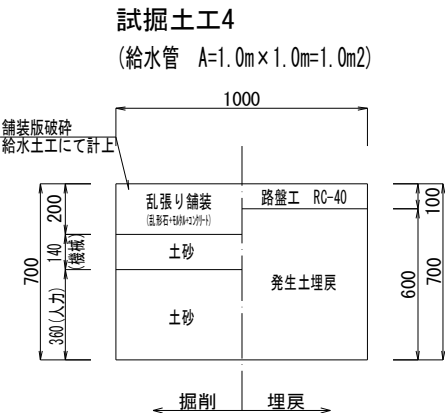 試掘土工4
(給水管 A=1.0m×1.0m=1.0m2)
1000
舗装版破砕
給水土工にて計上
乱張り舗装
(乱形石+モルタル+コンクリート)
路盤工 RC-40
200
100
140
(機械)
土砂
700
発生土埋戻
600
700
360(人力)
土砂
掘削
埋戻